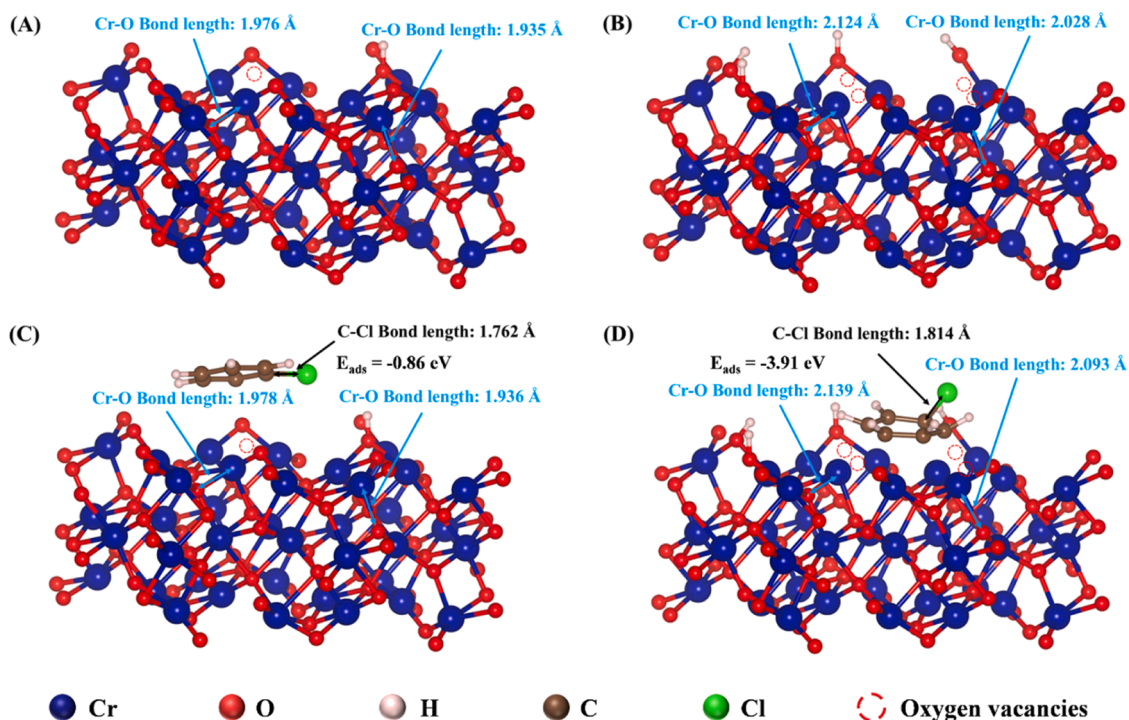 (A)
Cr-O Bond length: 1.976 Å
Cr-O Bond length: 1.935 Å
(B)
Cr-O Bond length: 2.124 Å
Cr-O Bond length: 2.028 Å
(C)
C-Cl Bond length: 1.762 Å
Eads = -0.86 eV
Cr-O Bond length: 1.978 Å
Cr-O Bond length: 1.936 Å
(D)
C-Cl Bond length: 1.814 Å
Eads = -3.91 eV
Cr-O Bond length: 2.093 Å
Cr-O Bond length: 2.139 Å
Cr O H C Cl Oxygen vacancies